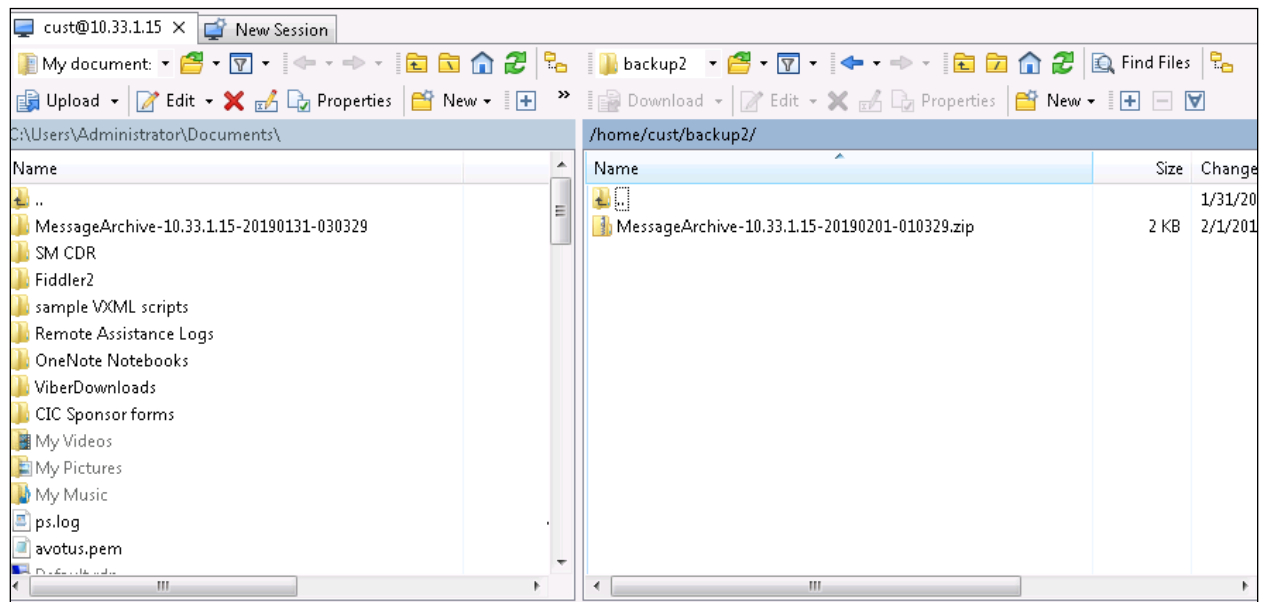 cust@10.33.1.15 × New Session
My document: backup2 Find Files
Upload Edit Properties New » Download Edit Properties New
C:\Users\Administrator\Documents\ /home/cust/backup2/
Name Name Size Change
.. .. 1/31/20
MessageArchive-10.33.1.15-20190131-030329 MessageArchive-10.33.1.15-20190201-010329.zip 2 KB 2/1/201
SM CDR
Fiddler2
sample VXML scripts
Remote Assistance Logs
OneNote Notebooks
ViberDownloads
CIC Sponsor forms
My Videos
My Pictures
My Music
ps.log
avotus.pem